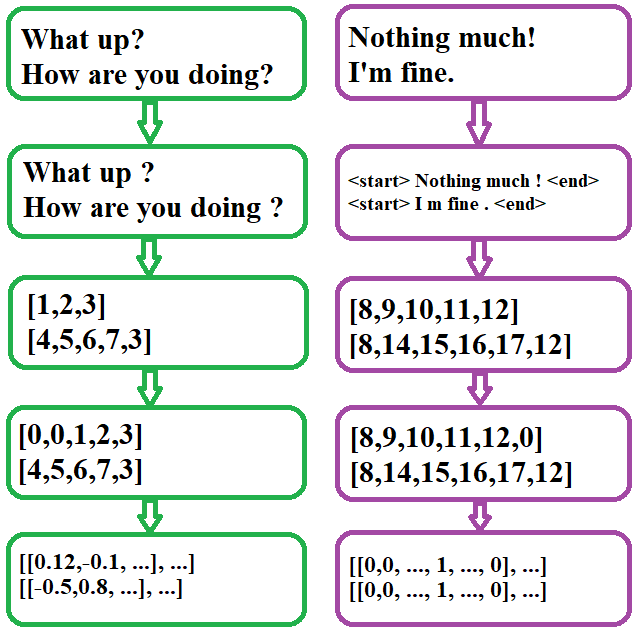 What up?
How are you doing?
What up ?
How are you doing ?
[1,2,3]
[4,5,6,7,3]
[0,0,1,2,3]
[4,5,6,7,3]
[[0.12,-0.1, ...], ...]
[[-0.5,0.8, ...], ...]
Nothing much!
I'm fine.
<start> Nothing much ! <end>
<start> I m fine . <end>
[8,9,10,11,12]
[8,14,15,16,17,12]
[8,9,10,11,12,0]
[8,14,15,16,17,12]
[[0,0, ..., 1, ..., 0], ...]
[[0,0, ..., 1, ..., 0], ...]